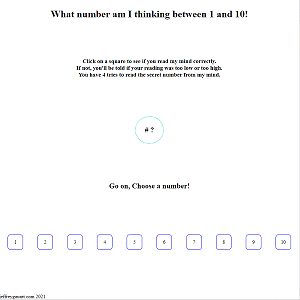 What number am I thinking between 1 and 10!
Click on a square to see if you read my mind correctly.
If not, you'll be told if your reading was too low or too high.
You have 4 tries to read the secret number from my mind.
# ?
Go on, Choose a number!
1 2 3 4 5 6 7 8 9 10
2021